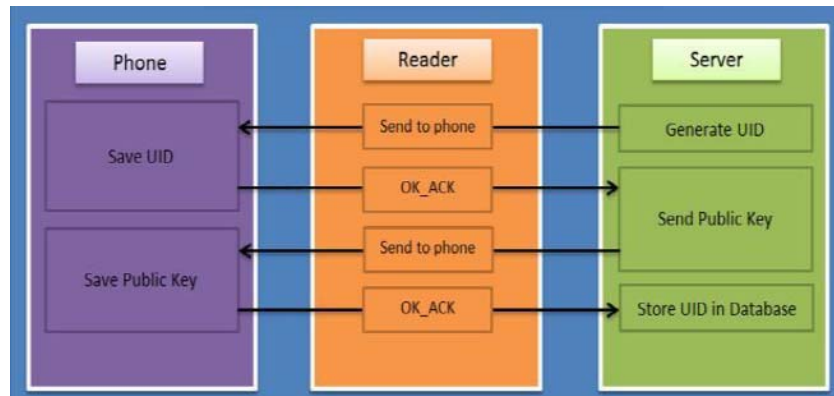 Phone
Reader
Server
Send to phone
Generate UID
Save UID
OK_ACK
Send Public Key
Send to phone
Save Public Key
OK_ACK
Store UID in Database